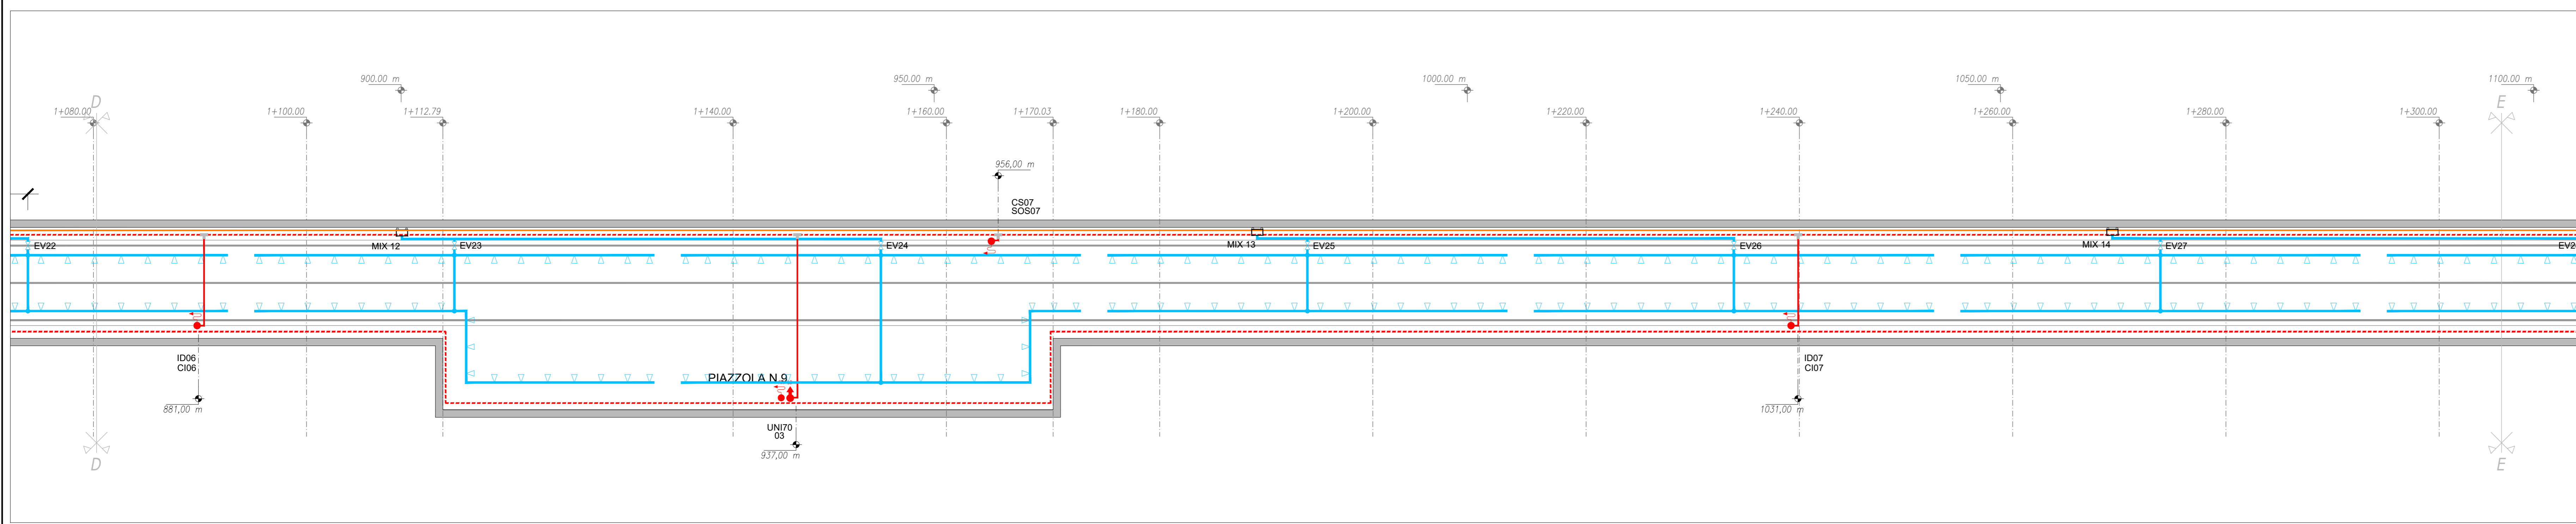 900.00 m
950.00 m
1000.00 m
1050.00 m
1100.00 m
D
E
1+080.00
1+100.00
1+112.79
1+140.00
1+160.00
1+170.03
1+180.00
1+200.00
1+220.00
1+240.00
1+260.00
1+280.00
1+300.00
956,00 m
CS07
SOS07
EV22
MIX 12
EV23
EV24
MIX 13
EV25
EV26
MIX 14
EV27
EV2
ID06
CI06
ID07
CI07
PIAZZOLA N.9
881,00 m
1031,00 m
UNI70
03
937,00 m
D
E